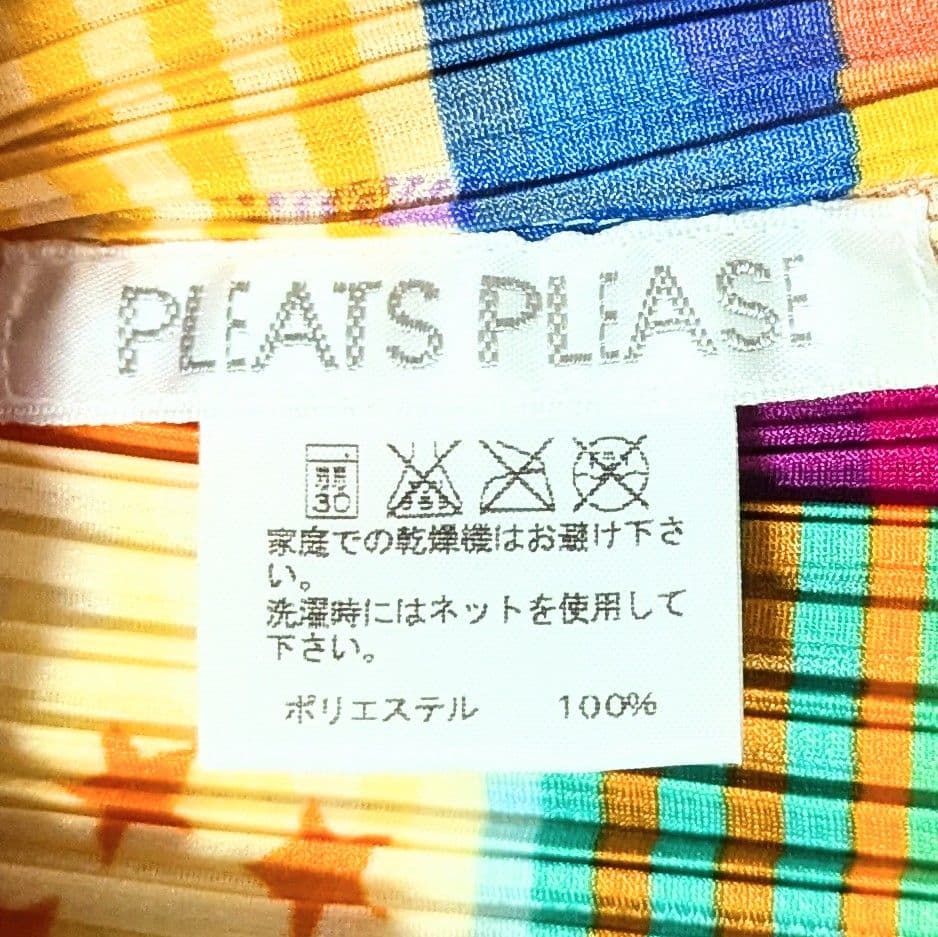 PLEATS PLEASE
弱
30
家庭での乾燥機はお避け下さ
い。
洗濯時にはネットを使用して
下さい。
ポリエステル 100%